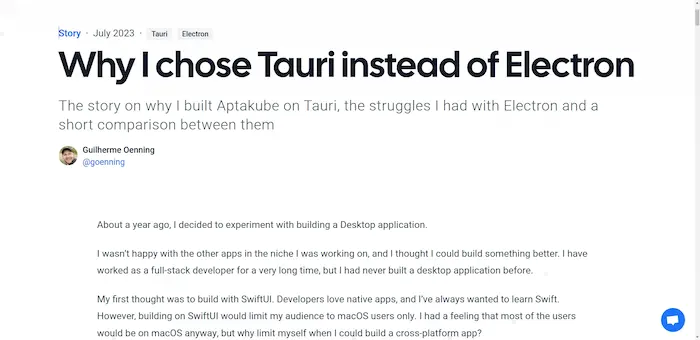 Story · July 2023 · Tauri Electron
Why I chose Tauri instead of Electron
The story on why I built Aptakube on Tauri, the struggles I had with Electron and a
short comparison between them
Guilherme Oenning
@goenning
About a year ago, I decided to experiment with building a Desktop application.
I wasn't happy with the other apps in the niche I was working on, and I thought I could build something better. I have
worked as a full-stack developer for a very long time, but I had never built a desktop application before.
My first thought was to build with SwiftUI. Developers love native apps, and I've always wanted to learn Swift.
However, building on SwiftUI would limit my audience to macOS users only. I had a feeling that most of the users
would be on macOS anyway, but why limit myself when I could build a cross-platform app?